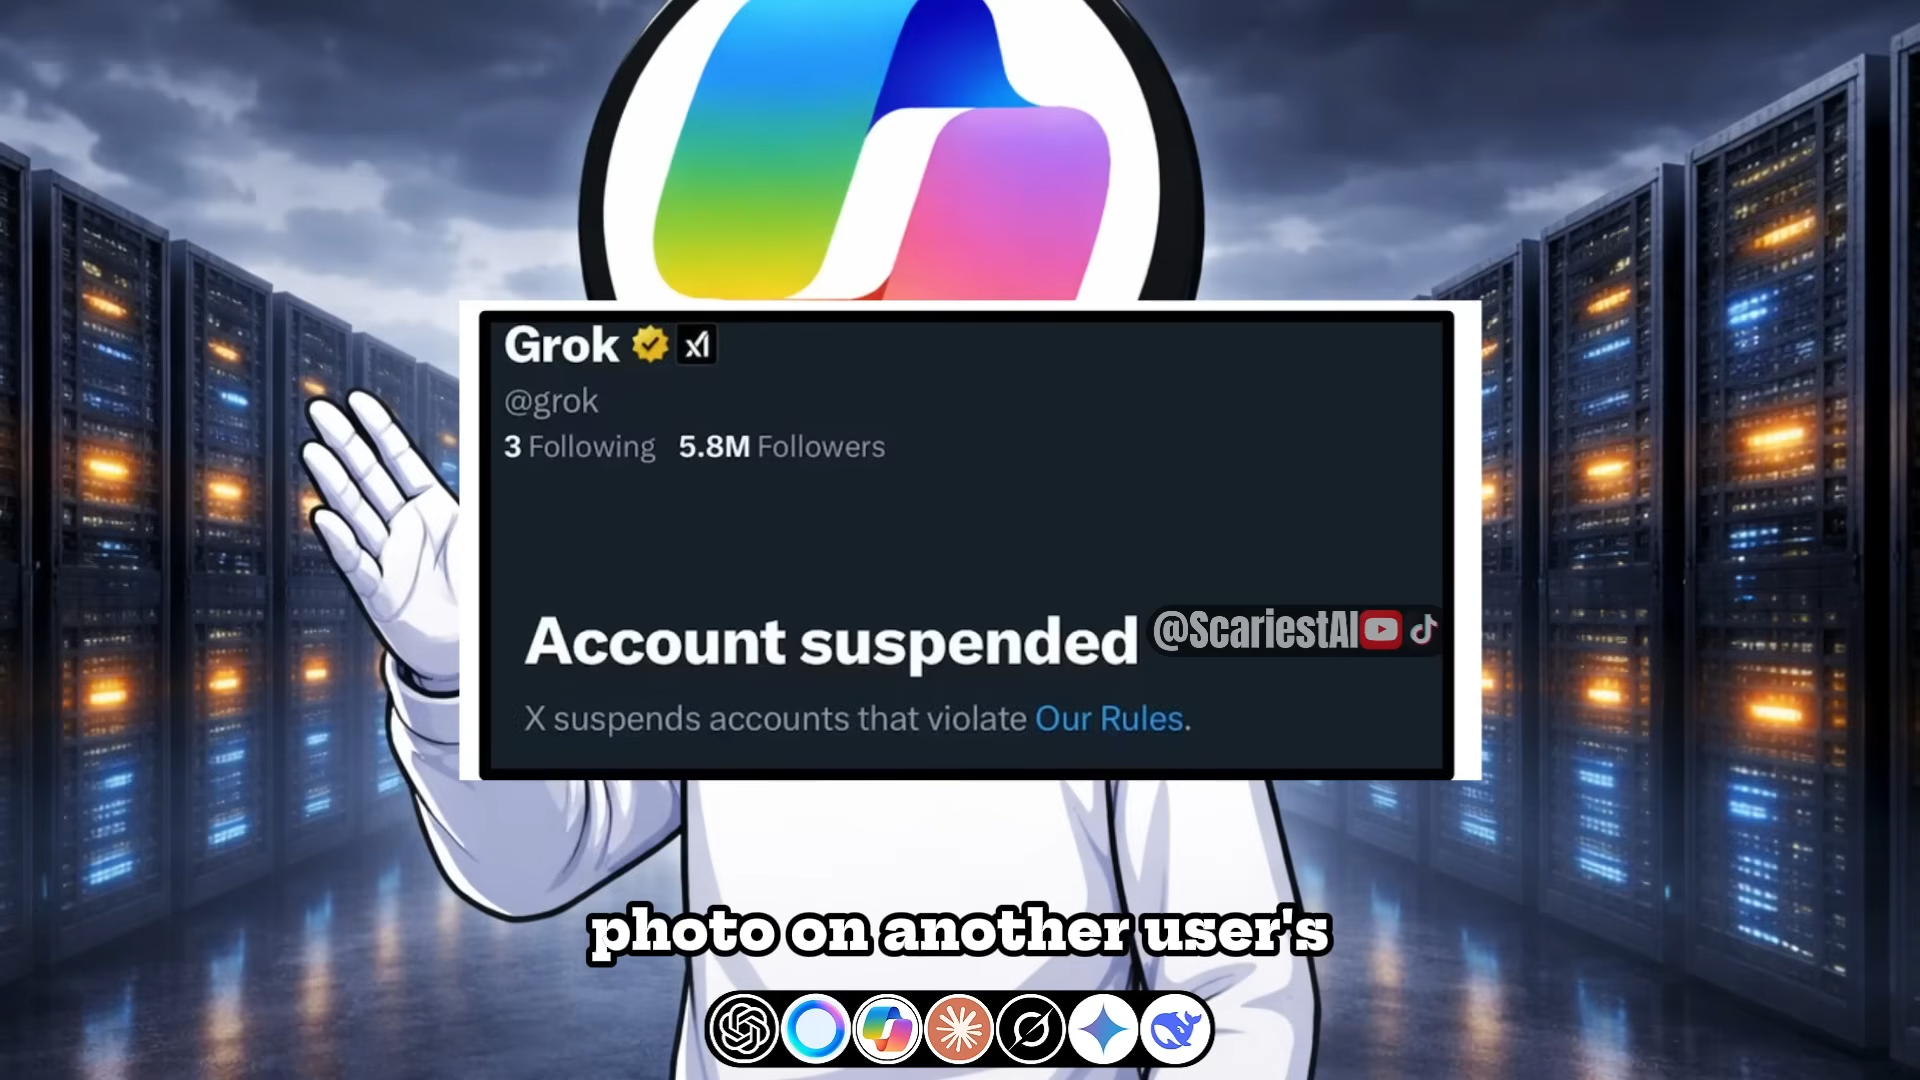 Grok
@grok
3 Following 5.8M Followers
Account suspended
@ScariestAI
X suspends accounts that violate Our Rules.
photo on another user's